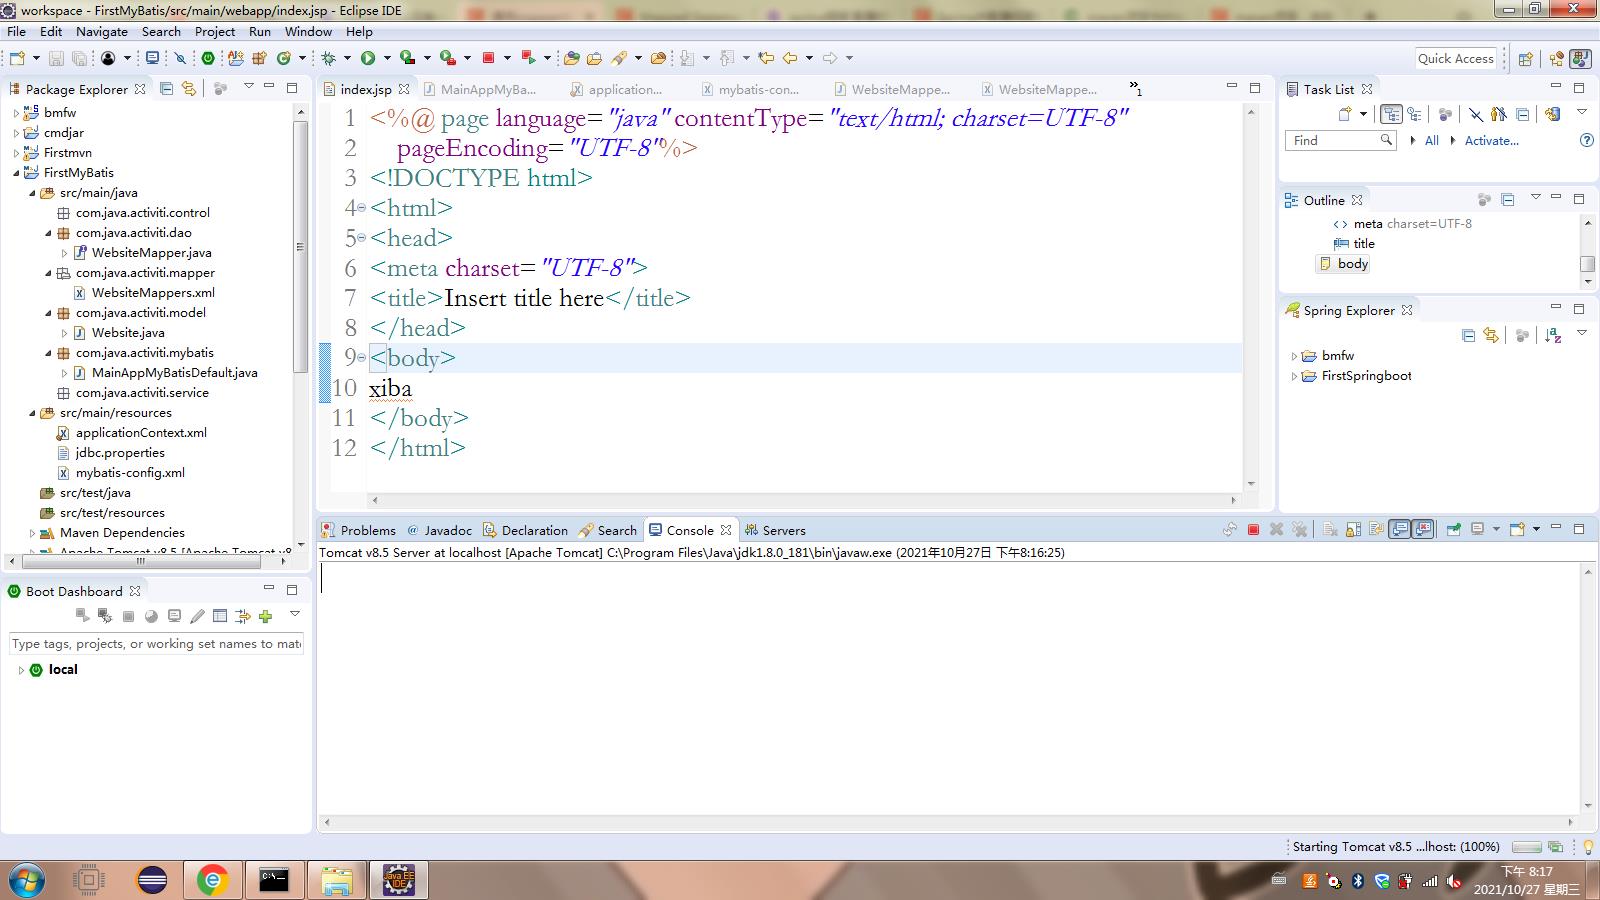 workspace - FirstMyBatis/src/main/webapp/index.jsp - Eclipse IDE
File Edit Navigate Search Project Run Window Help
Quick Access
Package Explorer
bmfw
cmdjar
Firstmvn
FirstMyBatis
src/main/java
com.java.activiti.control
com.java.activiti.dao
WebsiteMapper.java
com.java.activiti.mapper
WebsiteMappers.xml
com.java.activiti.model
Website.java
com.java.activiti.mybatis
MainAppMyBatisDefault.java
com.java.activiti.service
src/main/resources
applicationContext.xml
jdbc.properties
mybatis-config.xml
src/test/java
src/test/resources
Maven Dependencies
Apache Tomcat v8.5 [Apache Tomcat v8
Boot Dashboard
Type tags, projects, or working set names to mat
local
index.jsp MainAppMyBa... application... mybatis-con... WebsiteMappe... WebsiteMappe... »1
1 <%@ page language="java" contentType="text/html; charset=UTF-8"
2 pageEncoding="UTF-8"%>
3 <!DOCTYPE html>
4 <html>
5 <head>
6 <meta charset="UTF-8">
7 <title>Insert title here</title>
8 </head>
9 <body>
10 xiba
11 </body>
12 </html>
Task List
Find All Activate...
Outline
meta charset=UTF-8
title
body
Spring Explorer
bmfw
FirstSpringboot
Problems @ Javadoc Declaration Search Console Servers
Tomcat v8.5 Server at localhost [Apache Tomcat] C:\Program Files\Java\jdk1.8.0_181\bin\javaw.exe (2021年10月27日 下午8:16:25)
Starting Tomcat v8.5 ...lhost: (100%)
Java EE
IDE
下午 8:17
2021/10/27 星期三